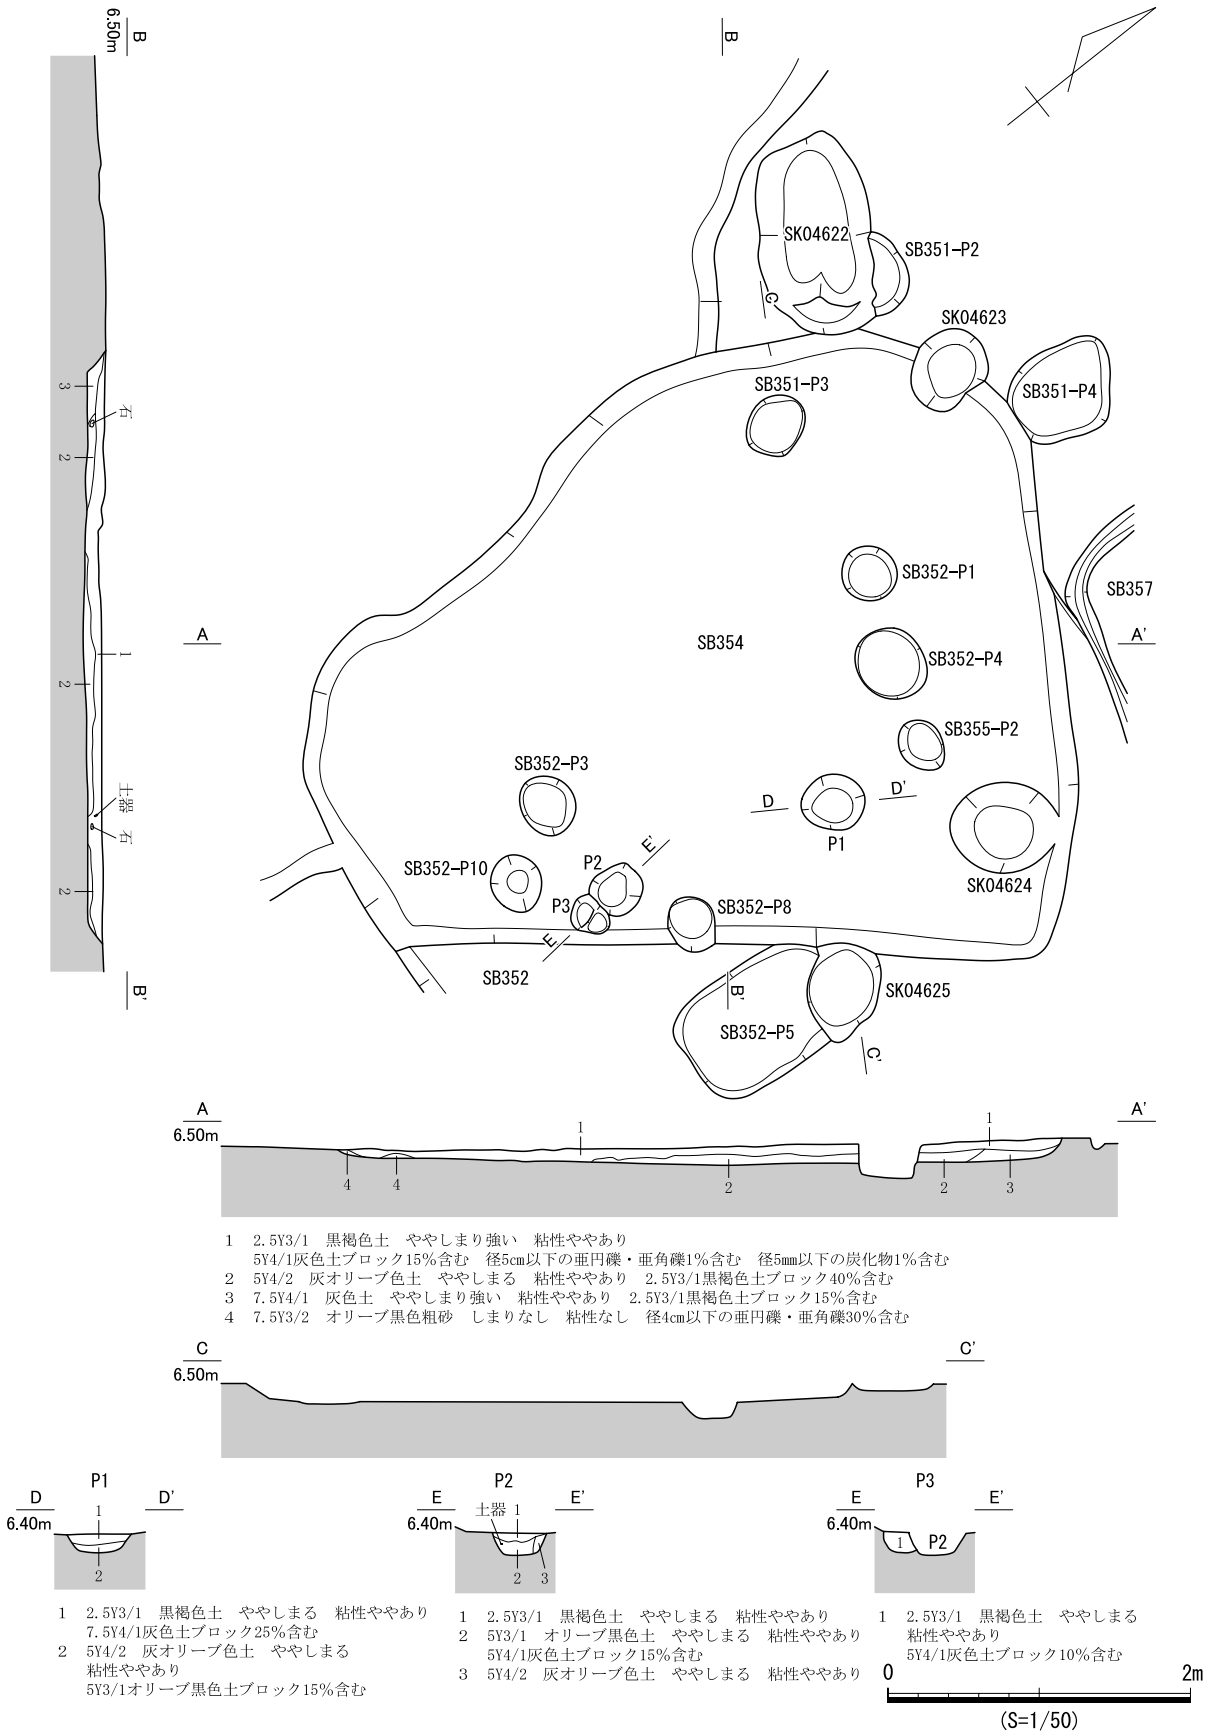 6.50m
B
B
SK04622
SB351-P2
C
SK04623
SB351-P3
SB351-P4
3
石
2
SB352-P1
SB357
A
SB354
A'
SB352-P4
1
2
SB355-P2
SB352-P3
D
D'
土器
石
P1
E'
P2
SB352-P10
2
SK04624
P3
SB352-P8
E
SB352
SK04625
B'
B'
SB352-P5
C'
A
A'
6.50m
1
1
4
4
2
2
3
1 2.5Y3/1 黒褐色土 ややしまり強い 粘性ややあり
5Y4/1灰色土ブロック15%含む 径5cm以下の亜円礫・亜角礫1%含む 径5mm以下の炭化物1%含む
2 5Y4/2 灰オリーブ色土 ややしまる 粘性ややあり 2.5Y3/1黒褐色土ブロック40%含む
3 7.5Y4/1 灰色土 ややしまり強い 粘性ややあり 2.5Y3/1黒褐色土ブロック15%含む
4 7.5Y3/2 オリーブ黒色粗砂 しまりなし 粘性なし 径4cm以下の亜円礫・亜角礫30%含む
C
C'
6.50m
P1
D
D'
6.40m
1
2
1 2.5Y3/1 黒褐色土 ややしまる 粘性ややあり
7.5Y4/1灰色土ブロック25%含む
2 5Y4/2 灰オリーブ色土 ややしまる
粘性ややあり
5Y3/1オリーブ黒色土ブロック15%含む
P2
E
E'
6.40m
土器
1
2
3
1 2.5Y3/1 黒褐色土 ややしまる 粘性ややあり
2 5Y3/1 オリーブ黒色土 ややしまる 粘性ややあり
5Y4/1灰色土ブロック15%含む
3 5Y4/2 灰オリーブ色土 ややしまる 粘性ややあり
P3
E
E'
6.40m
1
P2
1 2.5Y3/1 黒褐色土 ややしまる
粘性ややあり
5Y4/1灰色土ブロック10%含む
0
2m
(S=1/50)